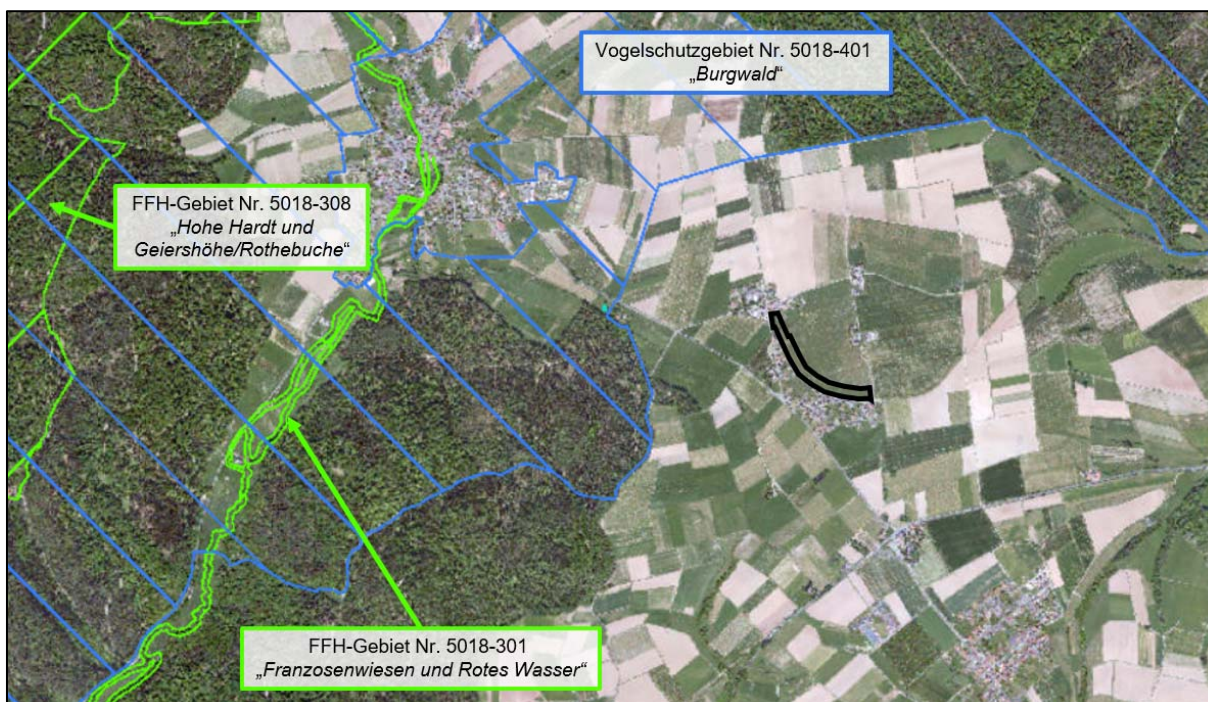 Vogelschutzgebiet Nr. 5018-401
„Burgwald“
FFH-Gebiet Nr. 5018-308
„Hohe Hardt und
Geiershöhe/Rothebuche“
FFH-Gebiet Nr. 5018-301
„Franzosenwiesen und Rotes Wasser“